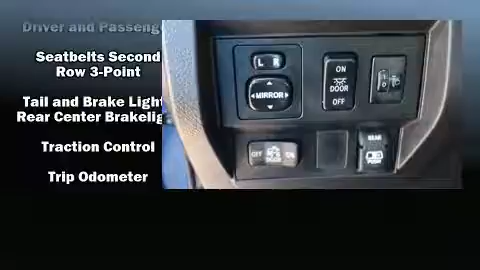 Driver and Passeng
Seatbelts Second
Row 3-Point
Tail and Brake Light
Rear Center Brakelig
Traction Control
Trip Odometer
L R
MIRROR
ON
DOOR
OFF
OFF ON
REAR